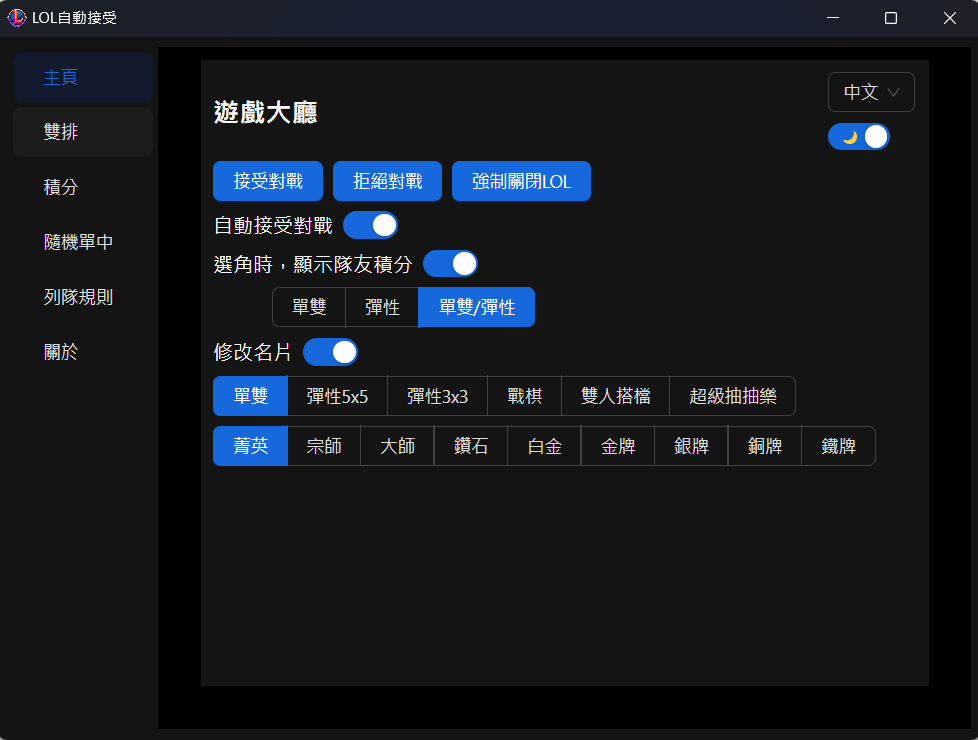 LOL自動接受
主頁
雙排
積分
隨機單中
列隊規則
關於
中文
遊戲大廳
接受對戰 拒絕對戰 強制關閉LOL
自動接受對戰
選角時，顯示隊友積分
單雙 彈性 單雙/彈性
修改名片
單雙 彈性5x5 彈性3x3 戰棋 雙人搭檔 超級抽抽樂
菁英 宗師 大師 鑽石 白金 金牌 銀牌 銅牌 鐵牌